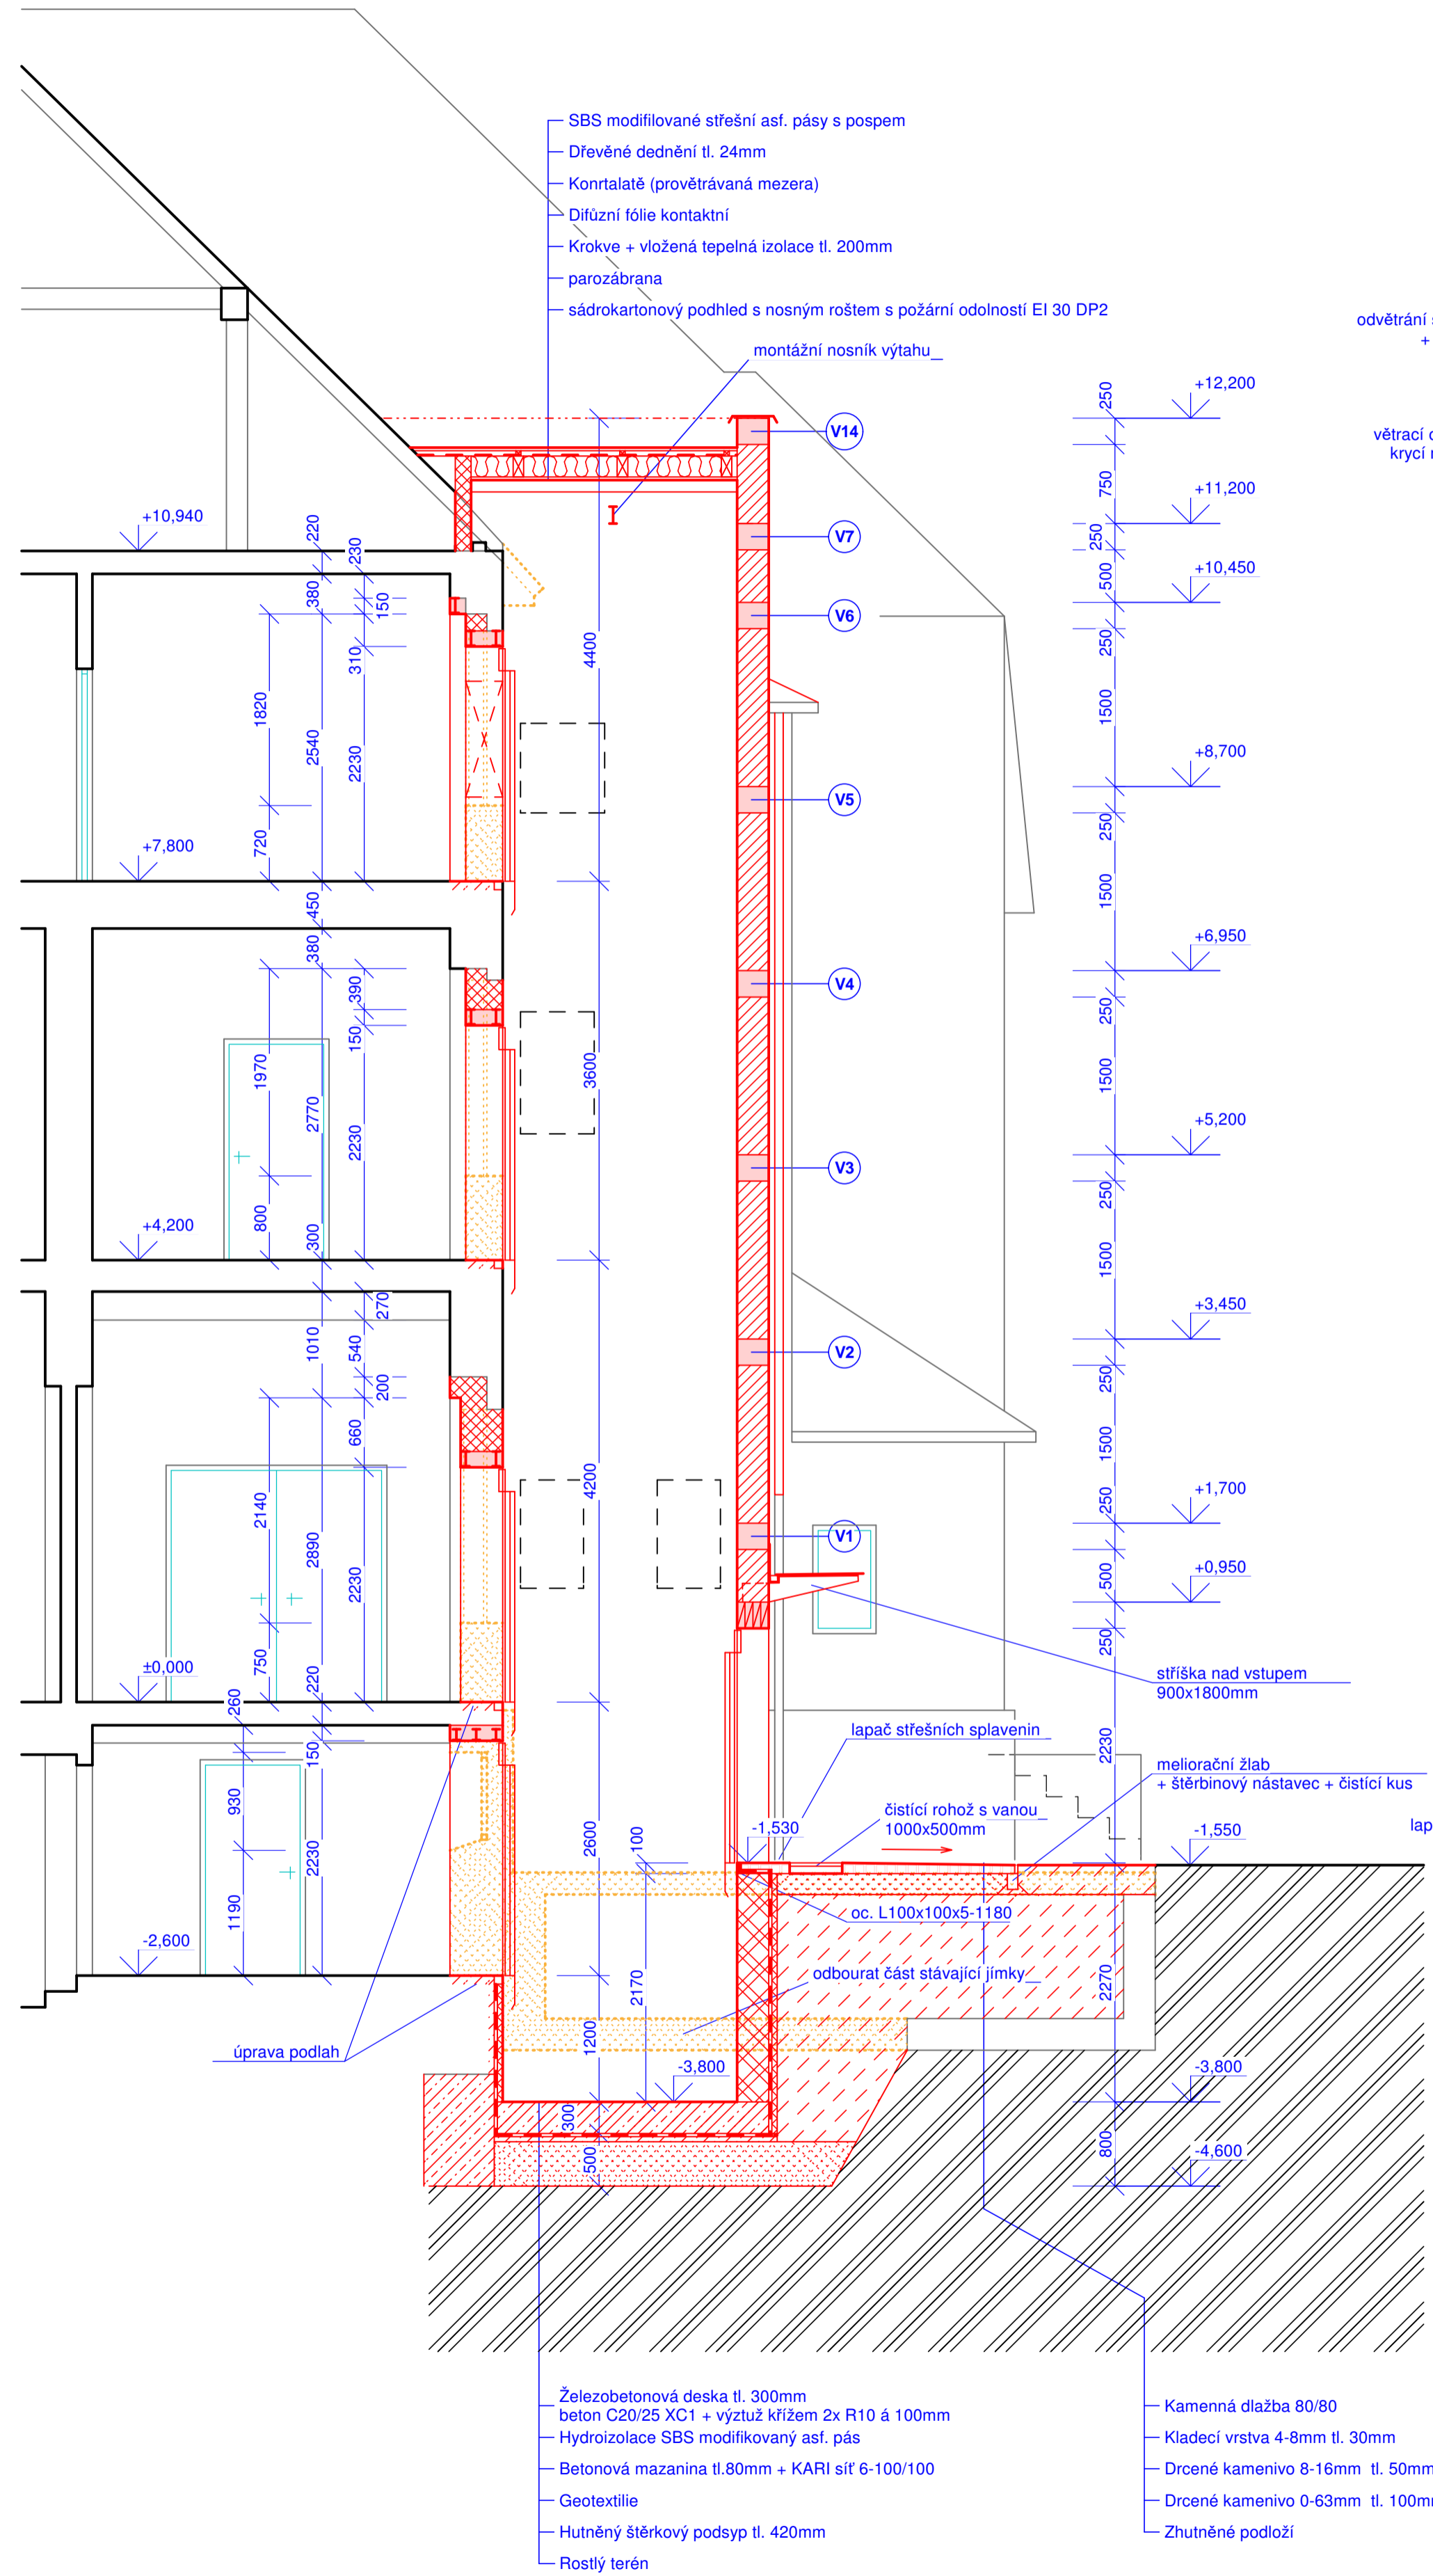 SBS modifilované střešní asf. pásy s pospem
Dřevěné dednění tl. 24mm
Konrtalatě (provětrávaná mezera)
Difůzní fólie kontaktní
Krokve + vložená tepelná izolace tl. 200mm
parozábrana
sádrokartonový podhled s nosným roštem s požární odolností EI 30 DP2
montážní nosník výtahu
odvětrání
+
větrací
krycí
+12,200
+11,200
+10,450
+8,700
+6,950
+5,200
+3,450
+1,700
+0,950
-1,550
-3,800
-4,600
250
750
250
500
250
1500
250
1500
250
1500
250
1500
250
1500
250
500
250
2230
2270
800
V14
V7
V6
V5
V4
V3
V2
V1
+10,940
+7,800
+4,200
±0,000
-2,600
220
230
380
150
310
1820
2540
2230
720
450
380
390
150
1970
2770
2230
800
300
270
1010
540
200
660
2140
2890
2230
750
220
260
150
930
2230
1190
4400
3600
4200
2600
100
2170
1200
300
500
stříška nad vstupem
900x1800mm
lapač střešních splavenin
meliorační žlab
+ štěrbinový nástavec + čistící kus
čistící rohož s vanou
1000x500mm
-1,530
lap
oc. L100x100x5-1180
odbourat část stávající jímky
úprava podlah
-3,800
Železobetonová deska tl. 300mm
beton C20/25 XC1 + výztuž křížem 2x R10 á 100mm
Hydroizolace SBS modifikovaný asf. pás
Betonová mazanina tl.80mm + KARI síť 6-100/100
Geotextilie
Hutněný štěrkový podsyp tl. 420mm
Rostlý terén
Kamenná dlažba 80/80
Kladecí vrstva 4-8mm tl. 30mm
Drcené kamenivo 8-16mm tl. 50mm
Drcené kamenivo 0-63mm tl. 100m
Zhutněné podloží